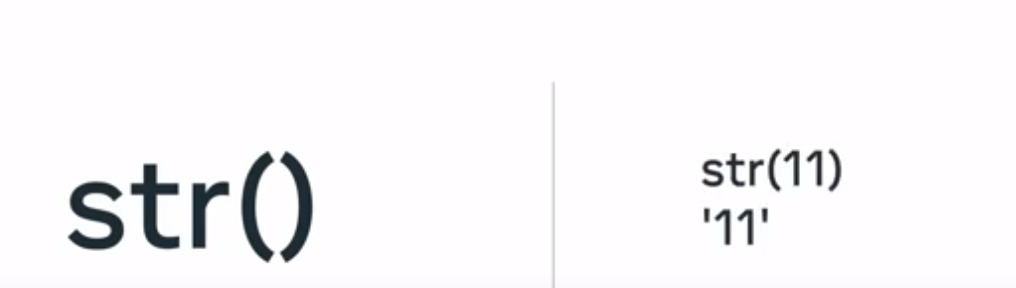 str()
str(11)
'11'